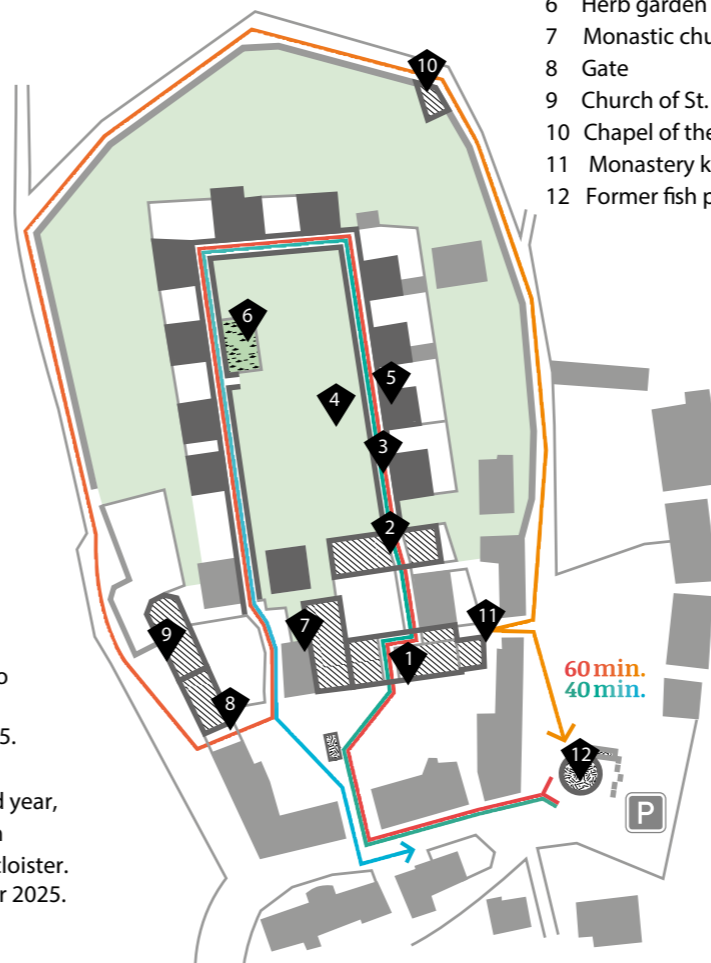 6 Herb garden
7 Monastic chu
8 Gate
9 Church of St.
10 Chapel of the
11 Monastery k
12 Former fish p
10
6
5
4
3
2
11
7
9
1
8
60 min.
40 min.
12
P
o
5.
d year,
n
loister.
r 2025.